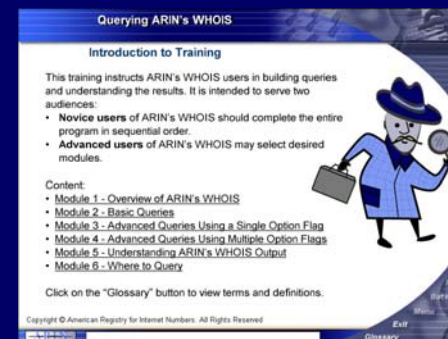 Querying ARIN's WHOIS
Introduction to Training
This training instructs ARIN's WHOIS users in building queries
and understanding the results. It is intended to serve two
audiences:
• Novice users of ARIN's WHOIS should complete the entire
program in sequential order.
• Advanced users of ARIN's WHOIS may select desired
modules.
Content:
• Module 1 - Overview of ARIN's WHOIS
• Module 2 - Basic Queries
• Module 3 - Advanced Queries Using a Single Option Flag
• Module 4 - Advanced Queries Using Multiple Option Flags
• Module 5 - Understanding ARIN's WHOIS Output
• Module 6 - Where to Query
Click on the "Glossary" button to view terms and definitions.
Menu
Copyright © American Registry for Internet Numbers. All Rights Reserved
Exit
Glossary